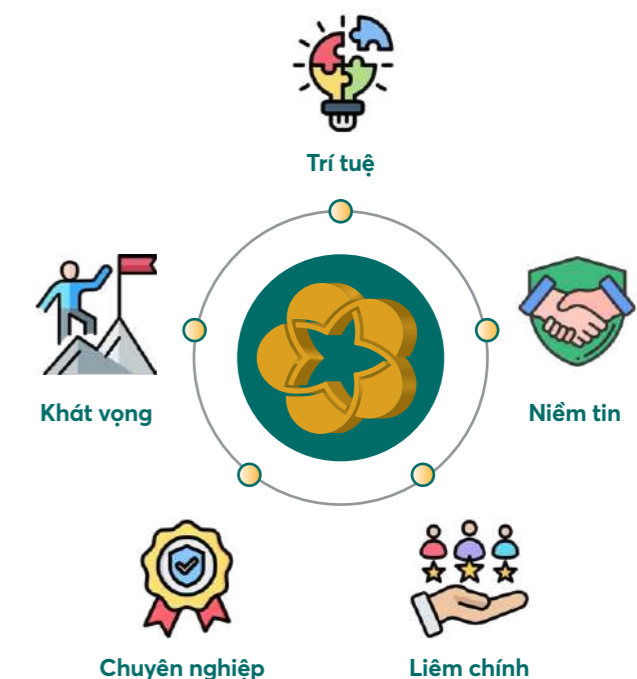 Trí tuệ
Khát vọng
Niềm tin
Chuyên nghiệp
Liêm chính